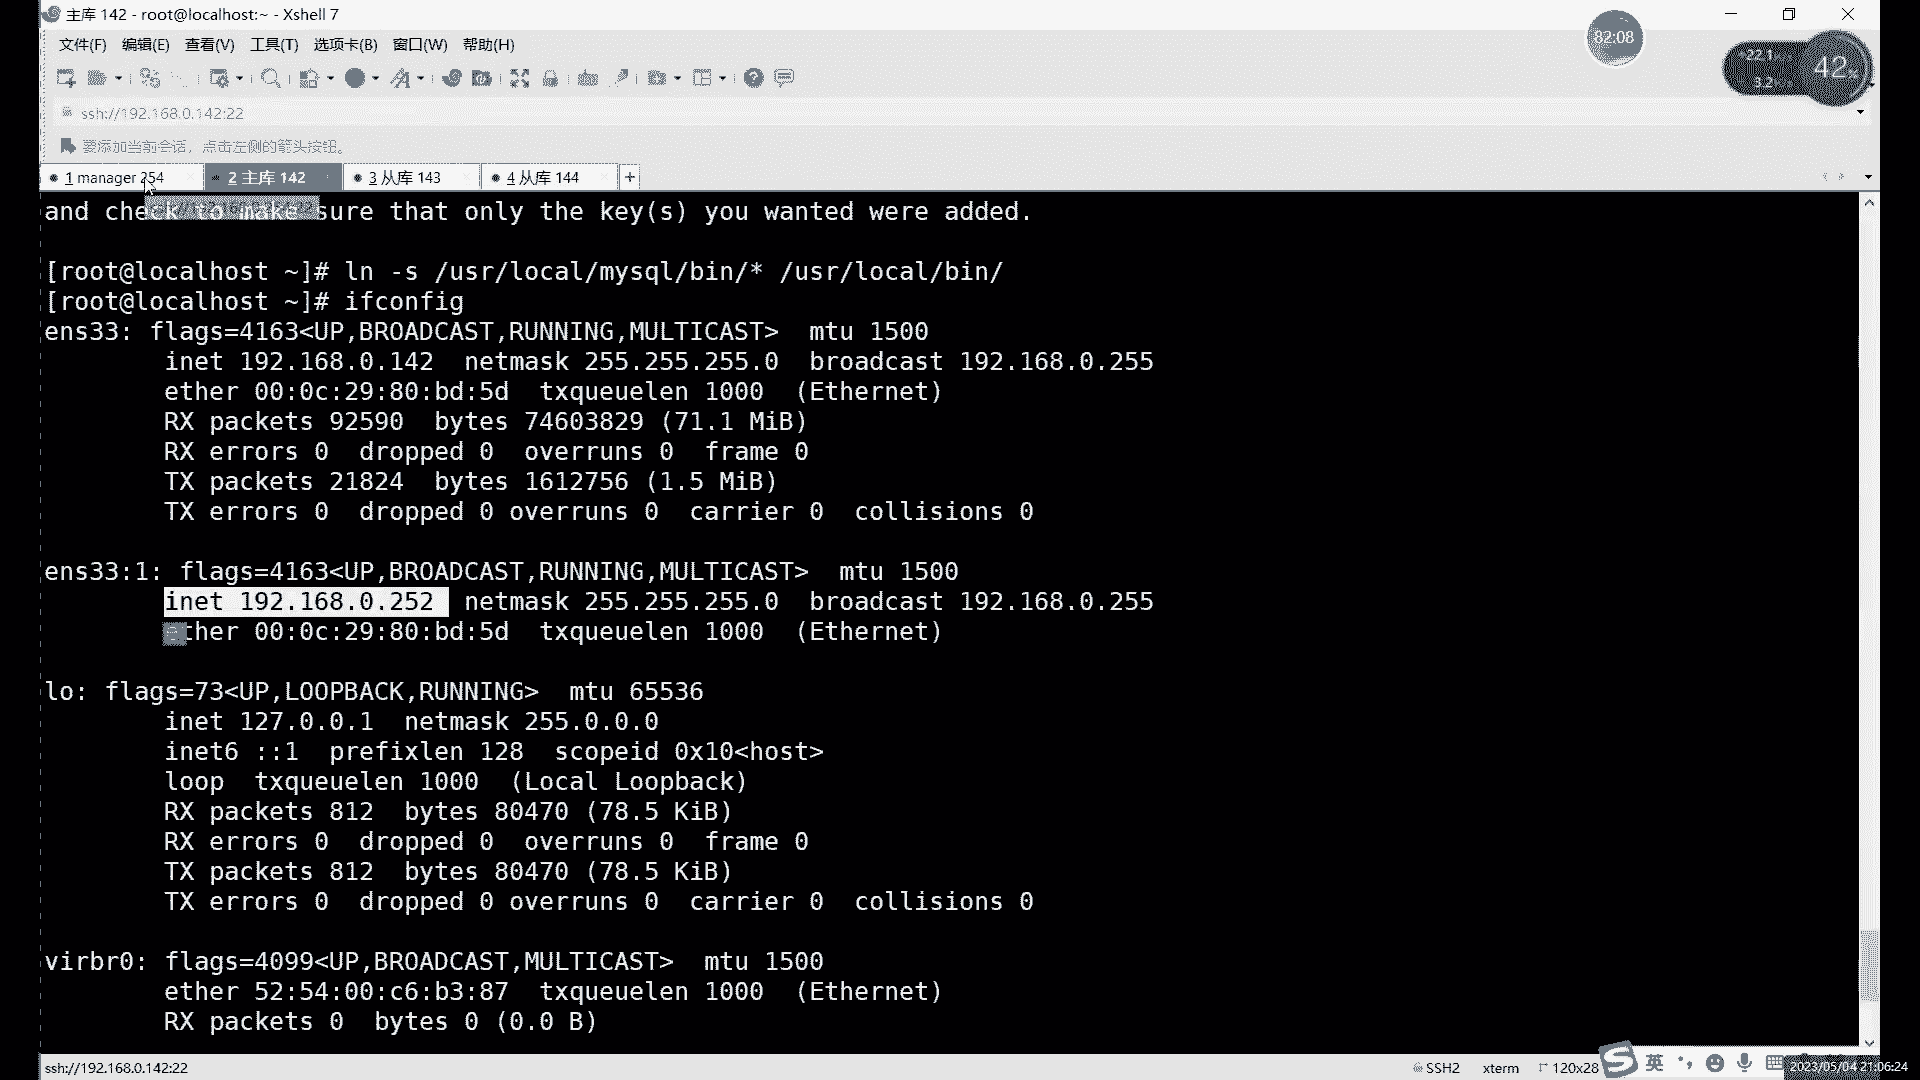 主库 142 - root@localhost:~ - Xshell 7
文件(F) 编辑(E) 查看(V) 工具(T) 选项卡(B) 窗口(W) 帮助(H)
82:08
22.1
3.2
42%
ssh://192.168.0.142:22
要添加当前会话，点击左侧的箭头按钮。
1 manager 254
2 主库 142
3 从库 143
4 从库 144
+
and check to make sure that only the key(s) you wanted were added.
[root@localhost ~]# ln -s /usr/local/mysql/bin/* /usr/local/bin/
[root@localhost ~]# ifconfig
ens33: flags=4163<UP,BROADCAST,RUNNING,MULTICAST>  mtu 1500
inet 192.168.0.142  netmask 255.255.255.0  broadcast 192.168.0.255
ether 00:0c:29:80:bd:5d  txqueuelen 1000  (Ethernet)
RX packets 92590  bytes 74603829 (71.1 MiB)
RX errors 0  dropped 0  overruns 0  frame 0
TX packets 21824  bytes 1612756 (1.5 MiB)
TX errors 0  dropped 0 overruns 0  carrier 0  collisions 0
ens33:1: flags=4163<UP,BROADCAST,RUNNING,MULTICAST>  mtu 1500
inet 192.168.0.252  netmask 255.255.255.0  broadcast 192.168.0.255
ether 00:0c:29:80:bd:5d  txqueuelen 1000  (Ethernet)
lo: flags=73<UP,LOOPBACK,RUNNING>  mtu 65536
inet 127.0.0.1  netmask 255.0.0.0
inet6 ::1  prefixlen 128  scopeid 0x10<host>
loop  txqueuelen 1000  (Local Loopback)
RX packets 812  bytes 80470 (78.5 KiB)
RX errors 0  dropped 0  overruns 0  frame 0
TX packets 812  bytes 80470 (78.5 KiB)
TX errors 0  dropped 0 overruns 0  carrier 0  collisions 0
virbr0: flags=4099<UP,BROADCAST,MULTICAST>  mtu 1500
ether 52:54:00:c6:b3:87  txqueuelen 1000  (Ethernet)
RX packets 0  bytes 0 (0.0 B)
ssh://192.168.0.142:22
SSH2
xterm
120x28
英
2023/05/04 21:06:24